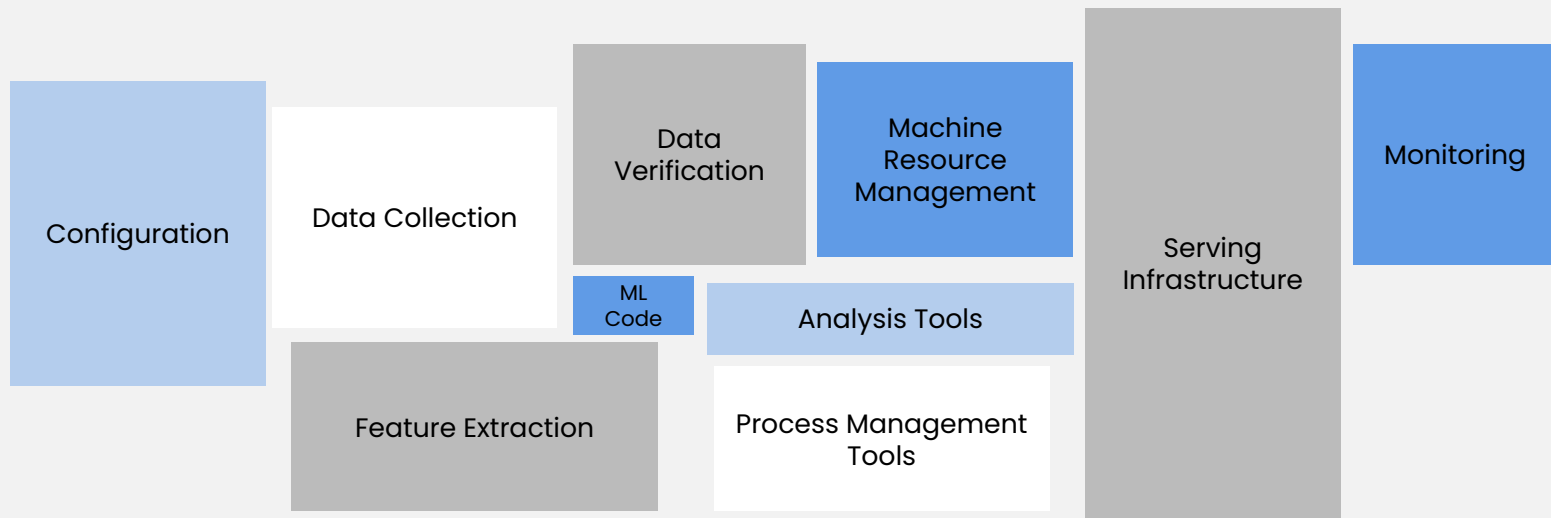 Configuration
Data Collection
Data
Verification
Machine
Resource
Management
Monitoring
Serving
Infrastructure
ML
Code
Analysis Tools
Feature Extraction
Process Management
Tools